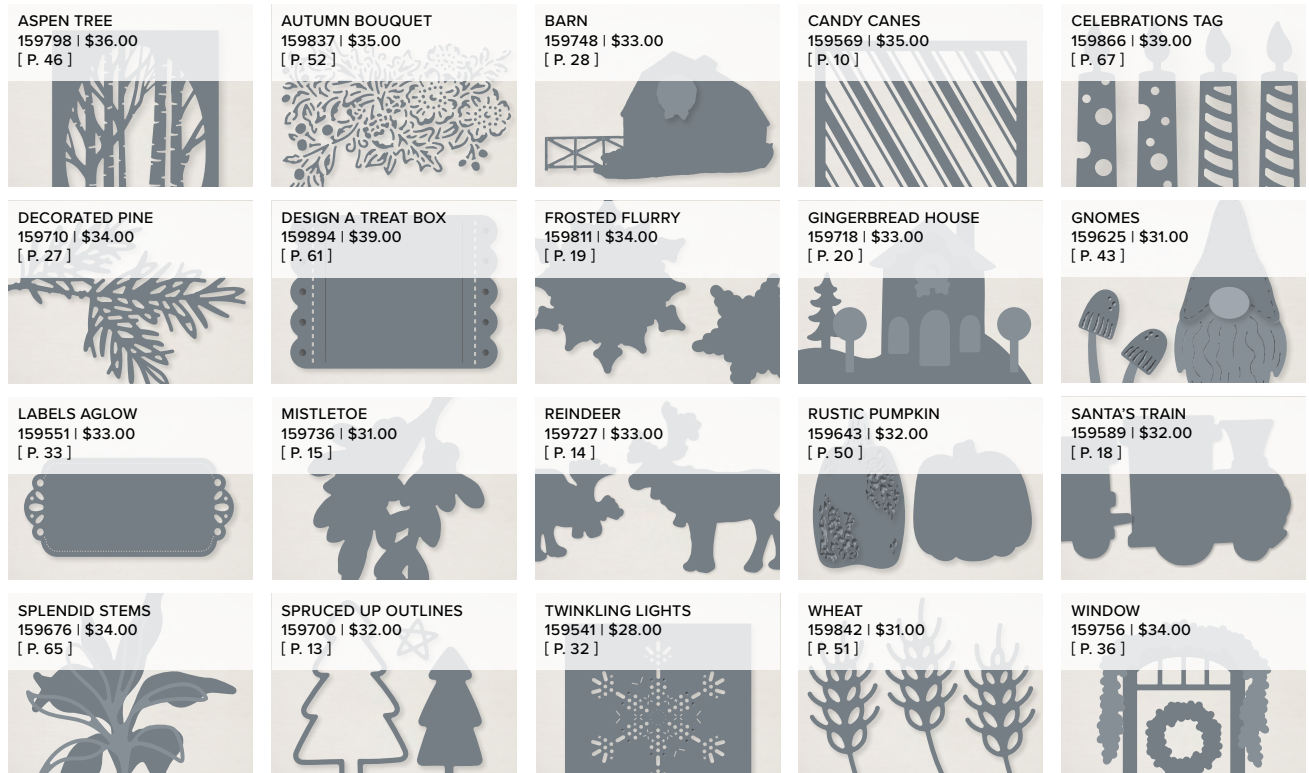 ASPEN TREE
159798 | $36.00
[ P. 46 ]
AUTUMN BOUQUET
159837 | $35.00
[ P. 52 ]
BARN
159748 | $33.00
[ P. 28 ]
CANDY CANES
159569 | $35.00
[ P. 10 ]
CELEBRATIONS TAG
159866 | $39.00
[ P. 67 ]
DECORATED PINE
159710 | $34.00
[ P. 27 ]
DESIGN A TREAT BOX
159894 | $39.00
[ P. 61 ]
FROSTED FLURRY
159811 | $34.00
[ P. 19 ]
GINGERBREAD HOUSE
159718 | $33.00
[ P. 20 ]
GNOMES
159625 | $31.00
[ P. 43 ]
LABELS AGLOW
159551 | $33.00
[ P. 33 ]
MISTLETOE
159736 | $31.00
[ P. 15 ]
REINDEER
159727 | $33.00
[ P. 14 ]
RUSTIC PUMPKIN
159643 | $32.00
[ P. 50 ]
SANTA’S TRAIN
159589 | $32.00
[ P. 18 ]
SPLENDID STEMS
159676 | $34.00
[ P. 65 ]
SPRUCED UP OUTLINES
159700 | $32.00
[ P. 13 ]
TWINKLING LIGHTS
159541 | $28.00
[ P. 32 ]
WHEAT
159842 | $31.00
[ P. 51 ]
WINDOW
159756 | $34.00
[ P. 36 ]